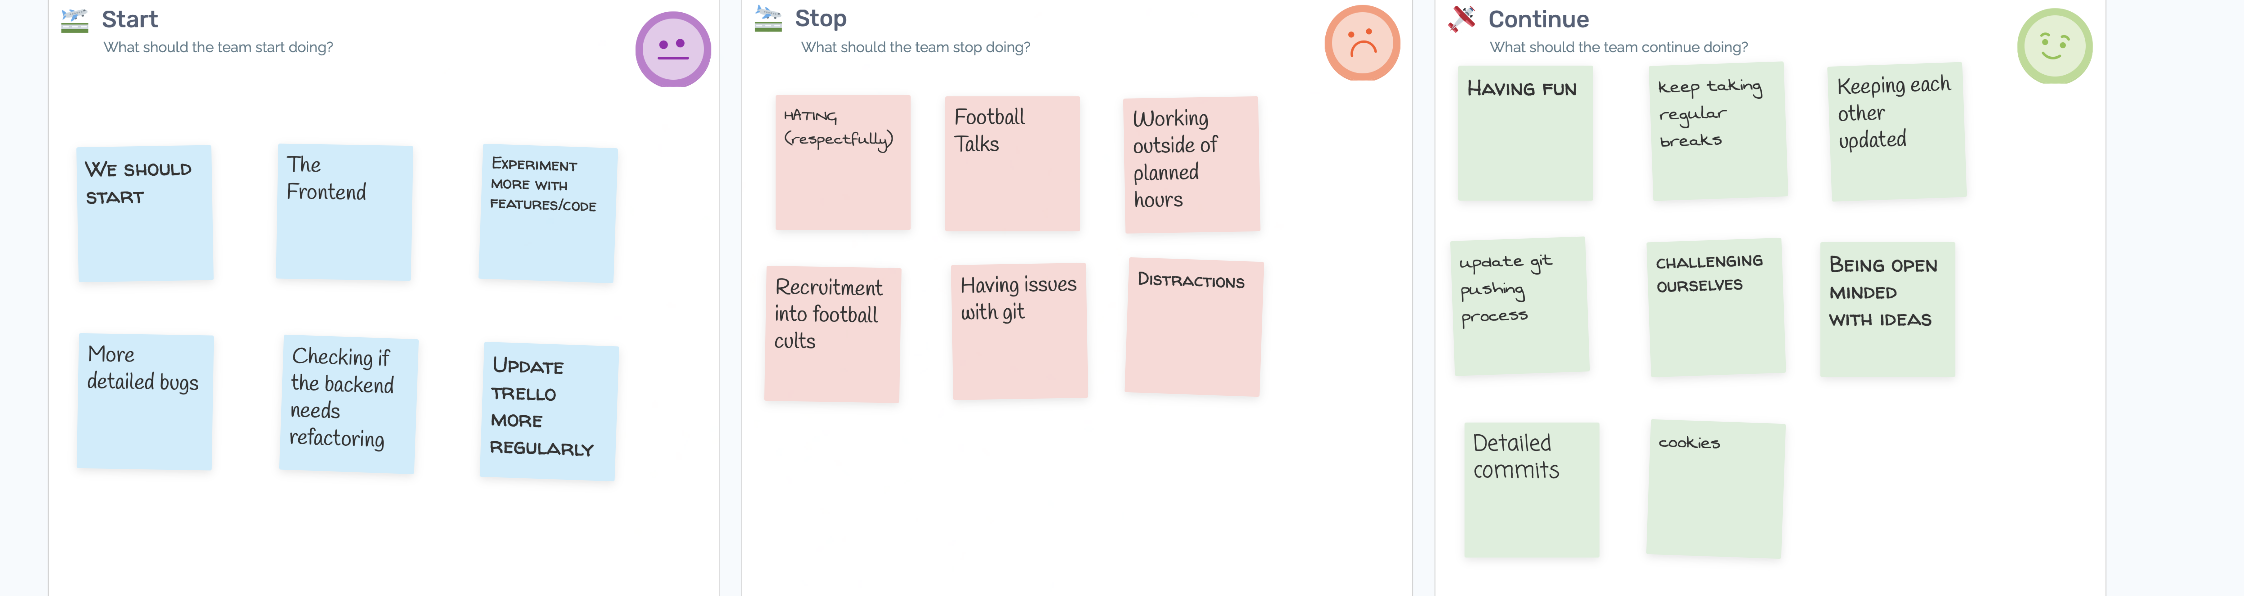 Start
What should the team start doing?
WE SHOULD
START
The
Frontend
EXPERIMENT
MORE WITH
FEATURES/CODE
More
detailed bugs
Checking if
the backend
needs
refactoring
UPDATE
TRELLO
MORE
REGULARLY
Stop
What should the team stop doing?
HATING
(respectfully)
Football
Talks
Working
outside of
planned
hours
Recruitment
into football
cults
Having issues
with git
DISTRACTIONS
Continue
What should the team continue doing?
HAVING FUN
keep taking
regular
breaks
Keeping each
other
updated
update git
pushing
process
CHALLENGING
OURSELVES
BEING OPEN
MINDED
WITH IDEAS
Detailed
commits
cookies